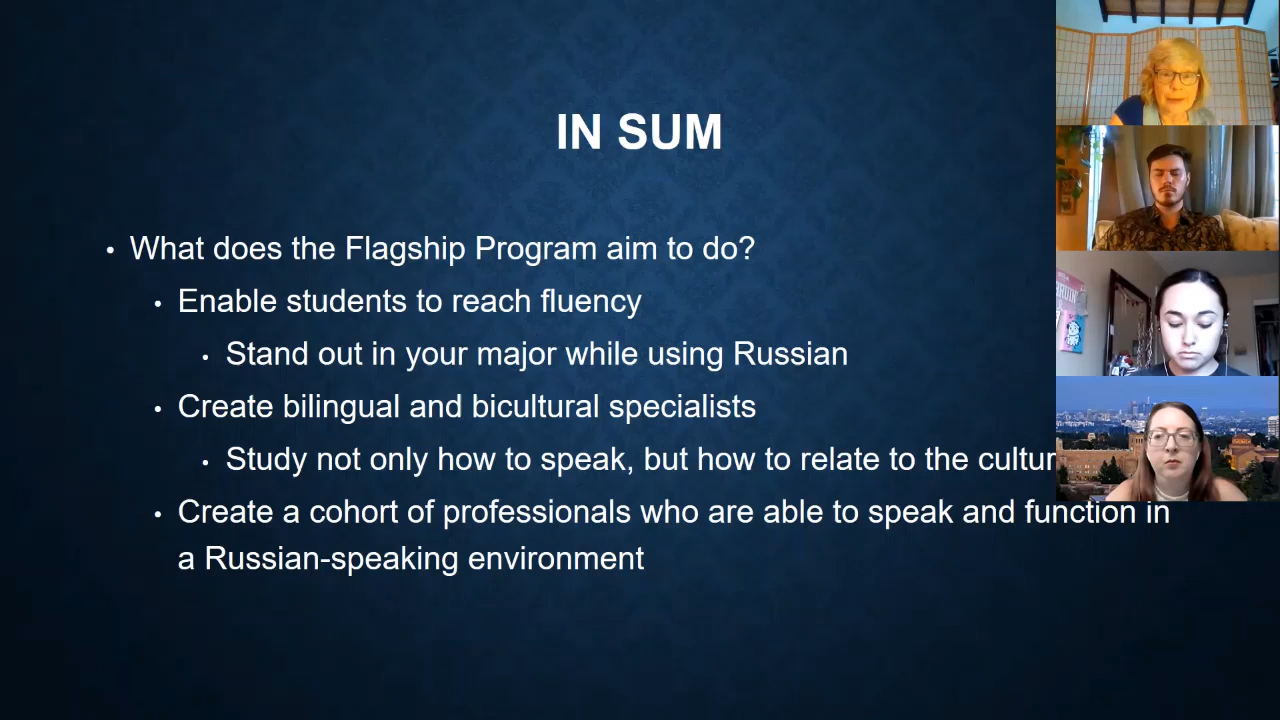 IN SUM
• What does the Flagship Program aim to do?
• Enable students to reach fluency
• Stand out in your major while using Russian
• Create bilingual and bicultural specialists
• Study not only how to speak, but how to relate to the cultur
• Create a cohort of professionals who are able to speak and function in
a Russian-speaking environment